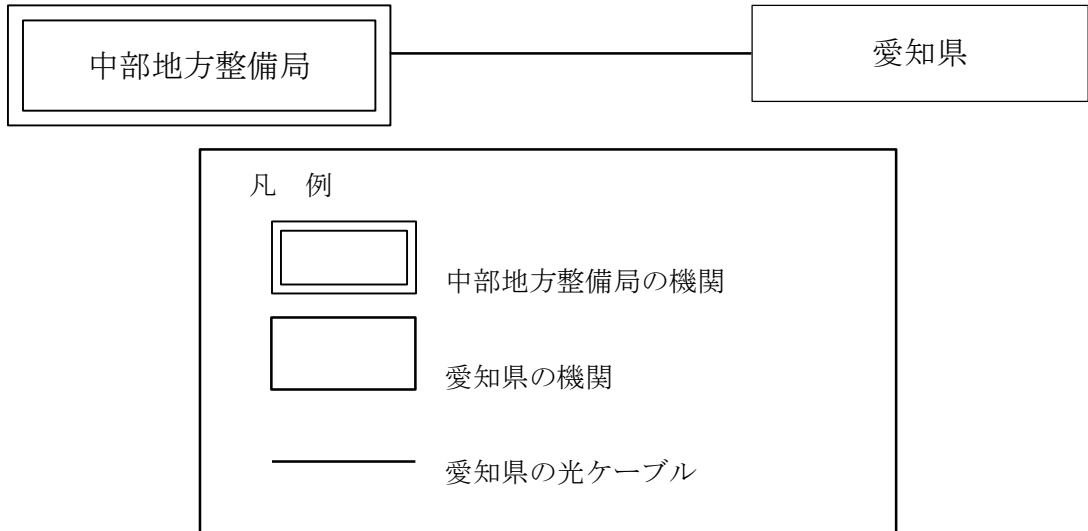 中部地方整備局
愛知県
凡 例
中部地方整備局の機関
愛知県の機関
愛知県の光ケーブル